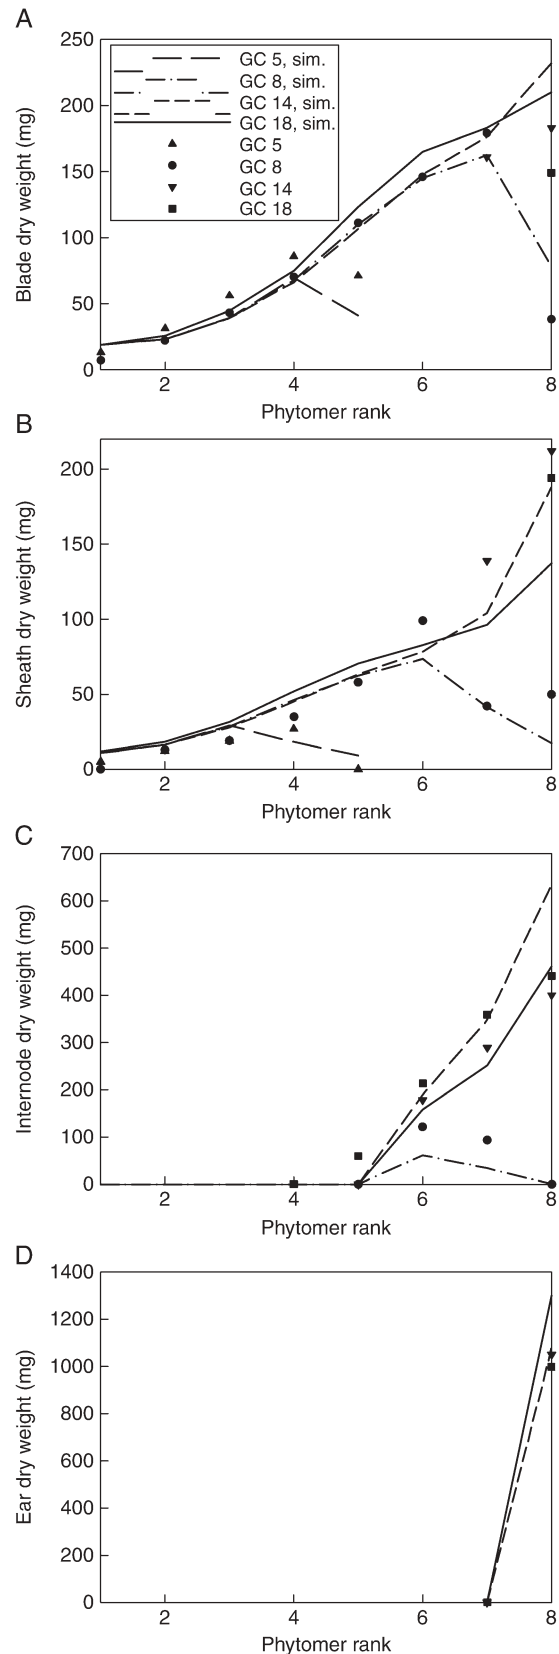 A
250
200
150
100
50
0
Blade dry weight (mg)
GC 5, sim.
GC 8, sim.
GC 14, sim.
GC 18, sim.
GC 5
GC 8
GC 14
GC 18
2 4 6 8
Phytomer rank
B
200
150
100
50
0
Sheath dry weight (mg)
2 4 6 8
Phytomer rank
C
700
600
500
400
300
200
100
0
Internode dry weight (mg)
2 4 6 8
Phytomer rank
D
1400
1200
1000
800
600
400
200
0
Ear dry weight (mg)
2 4 6 8
Phytomer rank